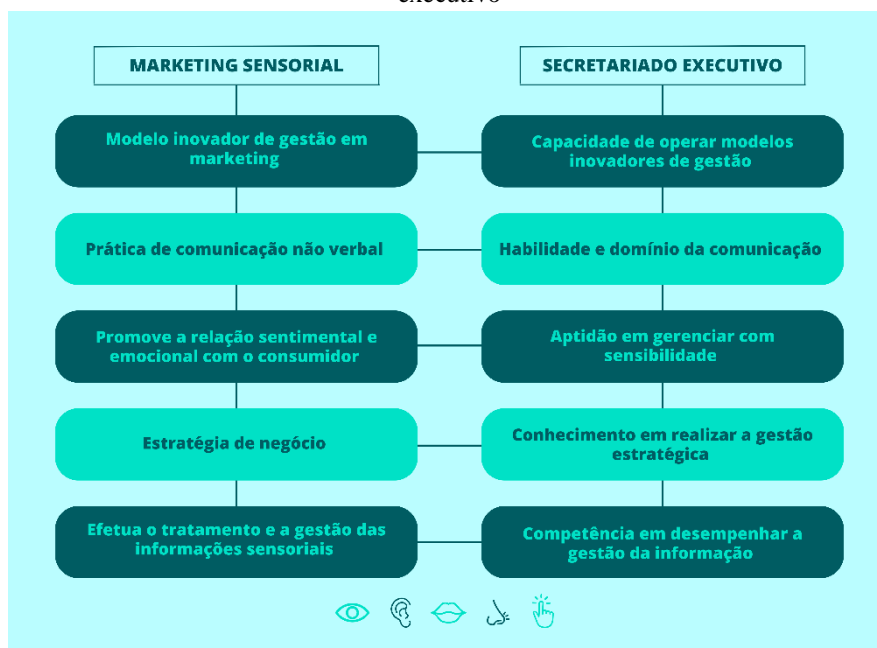 executivo
MARKETING SENSORIAL
SECRETARIADO EXECUTIVO
Modelo inovador de gestão em
marketing
Capacidade de operar modelos
inovadores de gestão
Prática de comunicação não verbal
Habilidade e domínio da comunicação
Promove a relação sentimental e
emocional com o consumidor
Aptidão em gerenciar com
sensibilidade
Estratégia de negócio
Conhecimento em realizar a gestão
estratégica
Efetua o tratamento e a gestão das
informações sensoriais
Competência em desempenhar a
gestão da informação